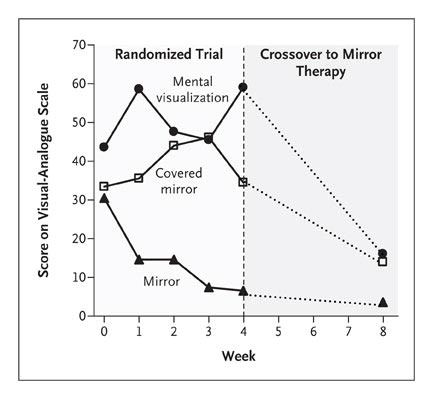 Randomized Trial
Crossover to Mirror
Therapy
Mental
visualization
Covered
mirror
Mirror
Score on Visual-Analogue Scale
70
60
50
40
30
20
10
0
0 1 2 3 4 5 6 7 8
Week